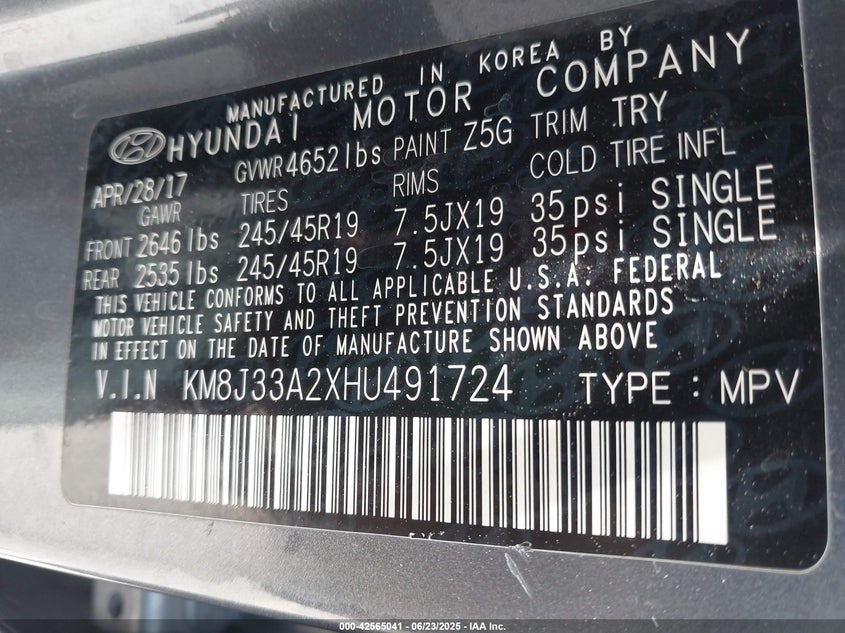 MANUFACTURED IN KOREA BY
HYUNDAI MOTOR COMPANY
APR/28/17 GVWR 4652lbs PAINT Z5G TRIM TRY
GAWR TIRES RIMS COLD TIRE INFL
FRONT 2646 lbs 245/45R19 7.5JX19 35psi SINGLE
REAR 2535 lbs 245/45R19 7.5JX19 35psi SINGLE
THIS VEHICLE CONFORMS TO ALL APPLICABLE U.S.A. FEDERAL
MOTOR VEHICLE SAFETY AND THEFT PREVENTION STANDARDS
IN EFFECT ON THE DATE OF MANUFACTURE SHOWN ABOVE
V.I.N KM8J33A2XHU491724 TYPE : MPV
000-42565041 - 06/23/2025 - IAA Inc.